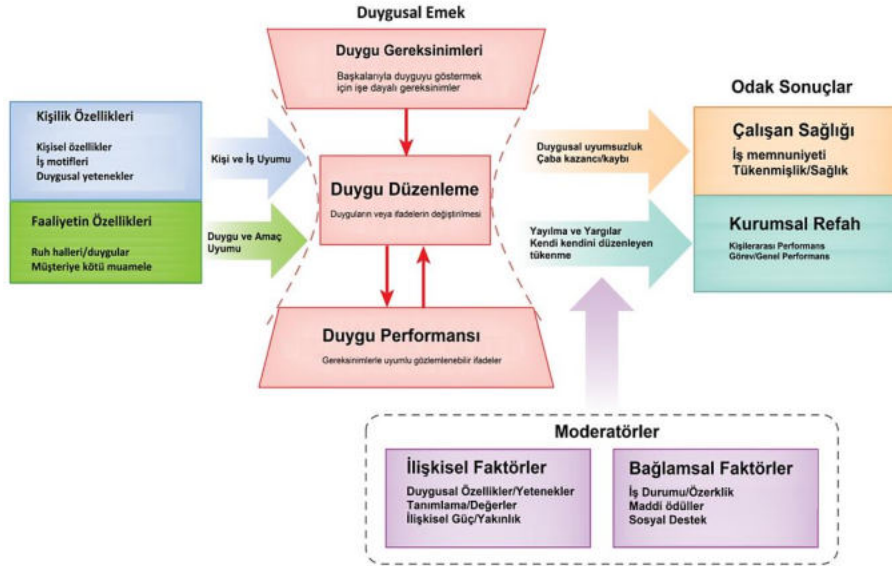 Duygusal Emek
Duygu Gereksinimleri
Başkalarıyla duyguyu göstermek
için işe dayalı gereksinimler
Kişilik Özellikleri
Kişisel özellikler
İş motifleri
Duygusal yetenekler
Faaliyetin Özellikleri
Ruh halleri/duygular
Müşteriye kötü muamele
Kişi ve İş Uyumu
Duygu ve Amaç
Uyumu
Duygu Düzenleme
Duyguların veya ifadelerin değiştirilmesi
Duygu Performansı
Gereksinimlerle uyumlu gözlemlenebilir ifadeler
Duygusal uyumsuzluk
Çaba kazancı/kaybı
Yayılma ve Yargılar
Kendi kendini düzenleyen
tükenme
Odak Sonuçlar
Çalışan Sağlığı
İş memnuniyeti
Tükenmişlik/Sağlık
Kurumsal Refah
Kişilerarası Performans
Görev/Genel Performans
Moderatörler
İlişkisel Faktörler
Duygusal Özellikler/Yetenekler
Tanımlama/Değerler
İlişkisel Güç/Yakınlık
Bağlamsal Faktörler
İş Durumu/Özerklik
Maddi ödüller
Sosyal Destek